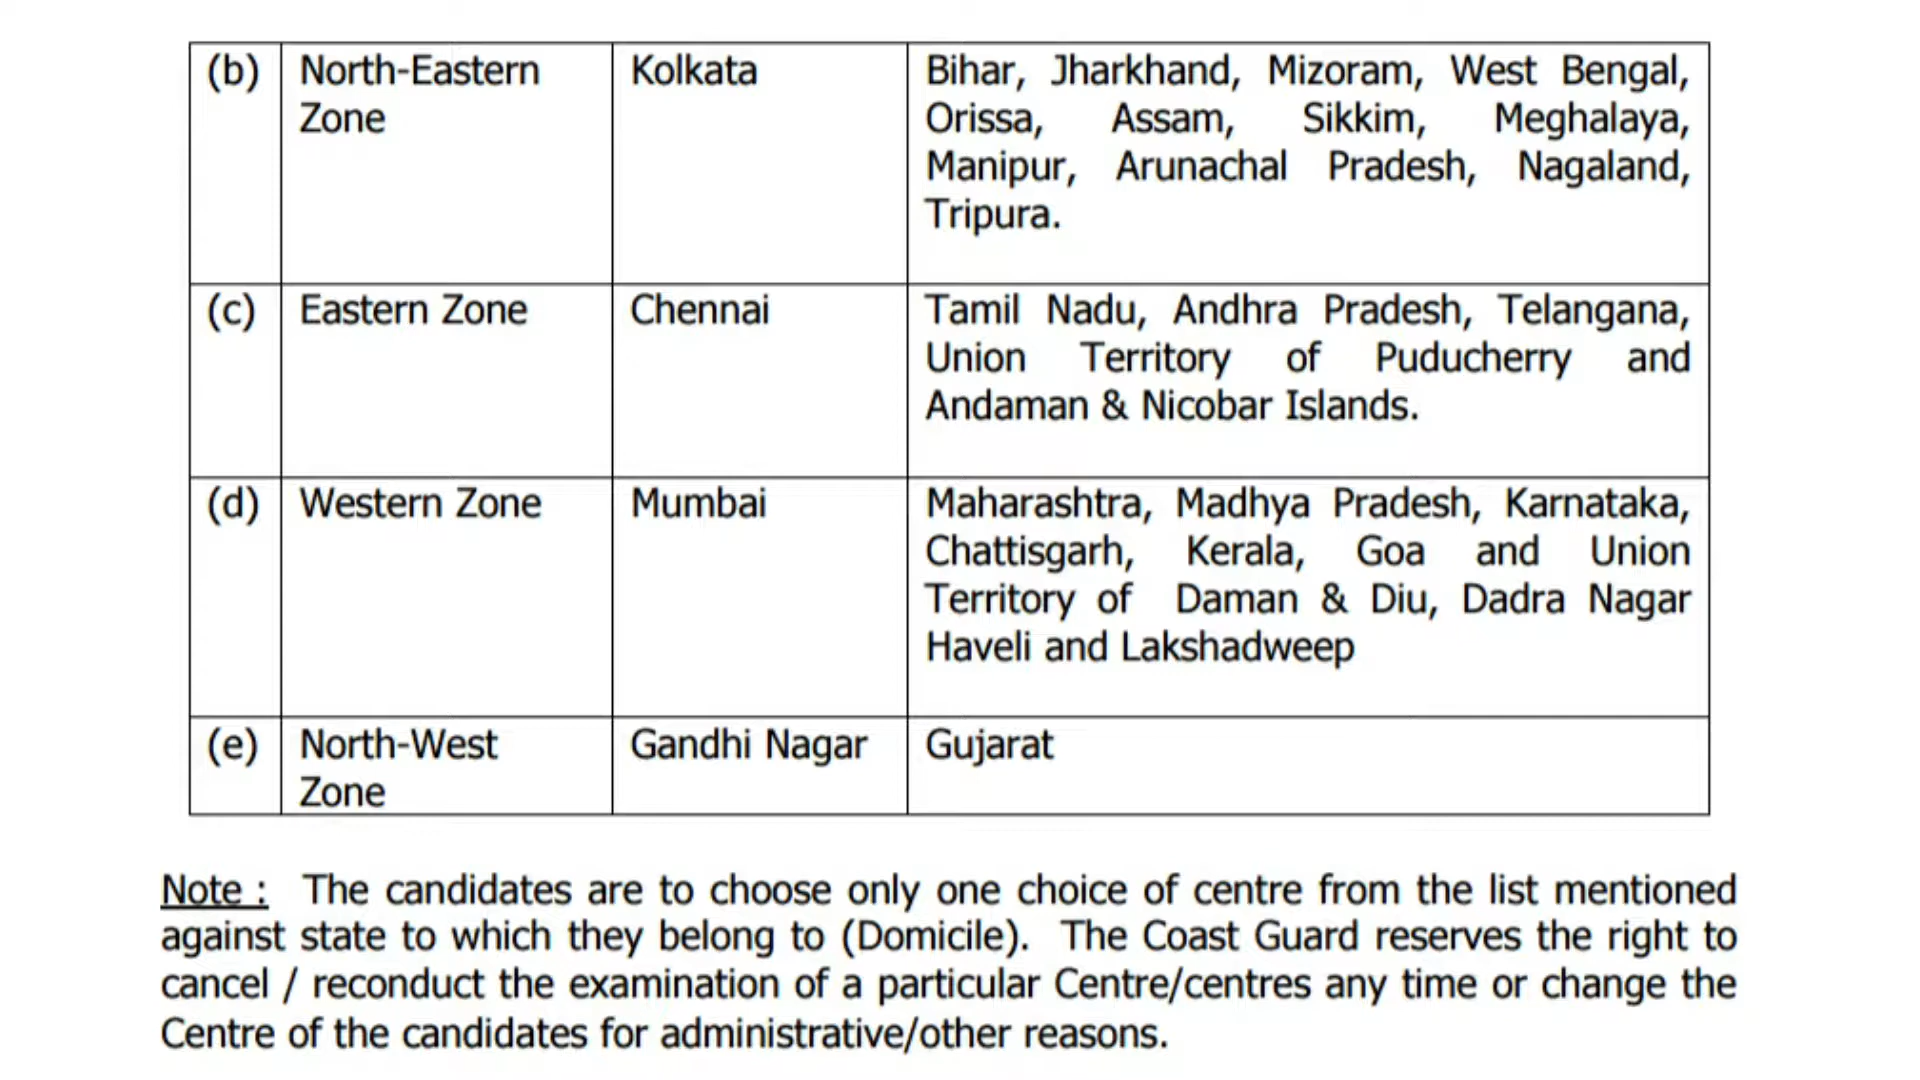 (b) North-Eastern Zone Kolkata Bihar, Jharkhand, Mizoram, West Bengal,
Orissa, Assam, Sikkim, Meghalaya,
Manipur, Arunachal Pradesh, Nagaland,
Tripura.
(c) Eastern Zone Chennai Tamil Nadu, Andhra Pradesh, Telangana,
Union Territory of Puducherry and
Andaman & Nicobar Islands.
(d) Western Zone Mumbai Maharashtra, Madhya Pradesh, Karnataka,
Chattisgarh, Kerala, Goa and Union
Territory of Daman & Diu, Dadra Nagar
Haveli and Lakshadweep
(e) North-West Zone Gandhi Nagar Gujarat
Note : The candidates are to choose only one choice of centre from the list mentioned
against state to which they belong to (Domicile). The Coast Guard reserves the right to
cancel / reconduct the examination of a particular Centre/centres any time or change the
Centre of the candidates for administrative/other reasons.